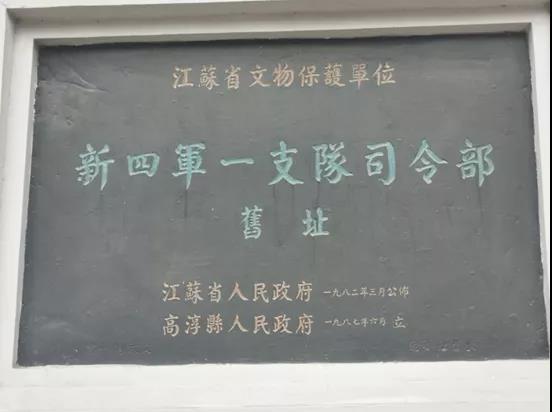 江蘇省文物保護單位
新四軍一支隊司令部
舊址
江蘇省人民政府 一九八二年三月公佈
高淳縣人民政府 一九八七年六月 立